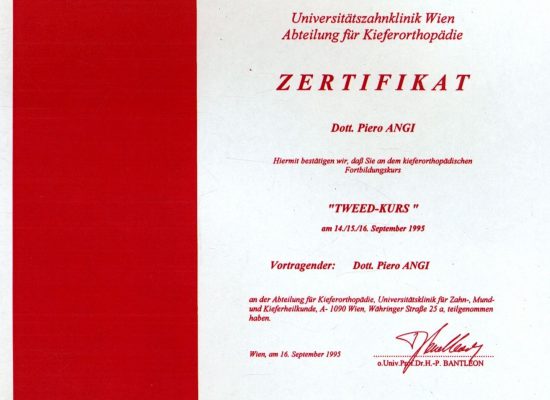 Universitätszahnklinik Wien
Abteilung für Kieferorthopädie
ZERTIFIKAT
Dott. Piero ANGI
Hiermit bestätigen wir, daß Sie an dem kieferorthopädischen
Fortbildungskurs
"TWEED-KURS "
am 14./15./16. September 1995
Vortragender: Dott. Piero ANGI
an der Abteilung für Kieferorthopädie, Universitätsklinik für Zahn-, Mund-
und Kieferheilkunde, A- 1090 Wien, Währinger Straße 25 a, teilgenommen
haben.
Wien, am 16. September 1995
o.Univ.Prof.Dr.H.-P. BANTLEON